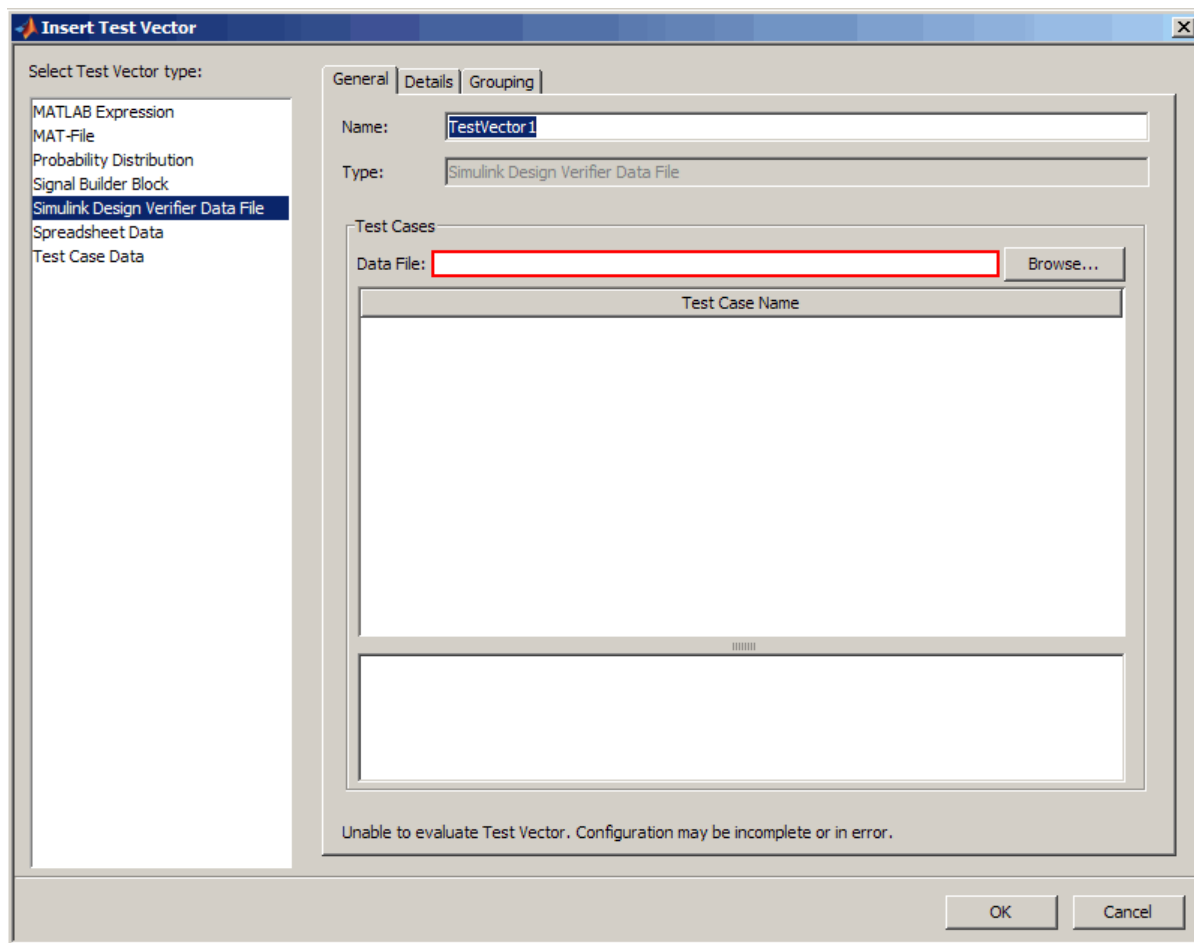 Insert Test Vector
Select Test Vector type:
MATLAB Expression
MAT-File
Probability Distribution
Signal Builder Block
Simulink Design Verifier Data File
Spreadsheet Data
Test Case Data
General Details Grouping
Name: TestVector1
Type: Simulink Design Verifier Data File
Test Cases
Data File: Browse...
Test Case Name
Unable to evaluate Test Vector. Configuration may be incomplete or in error.
OK Cancel